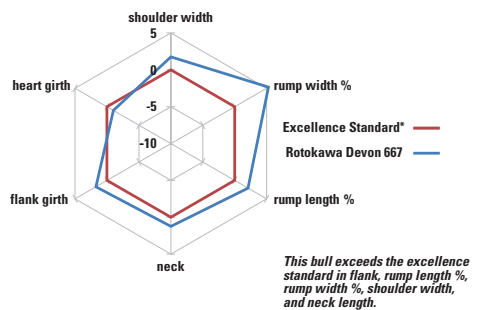 shoulder width
5
0
-5
-10
heart girth
rump width %
Excellence Standard*
Rotokawa Devon 667
flank girth
rump length %
neck
This bull exceeds the excellence
standard in flank, rump length %,
rump width %, shoulder width,
and neck length.